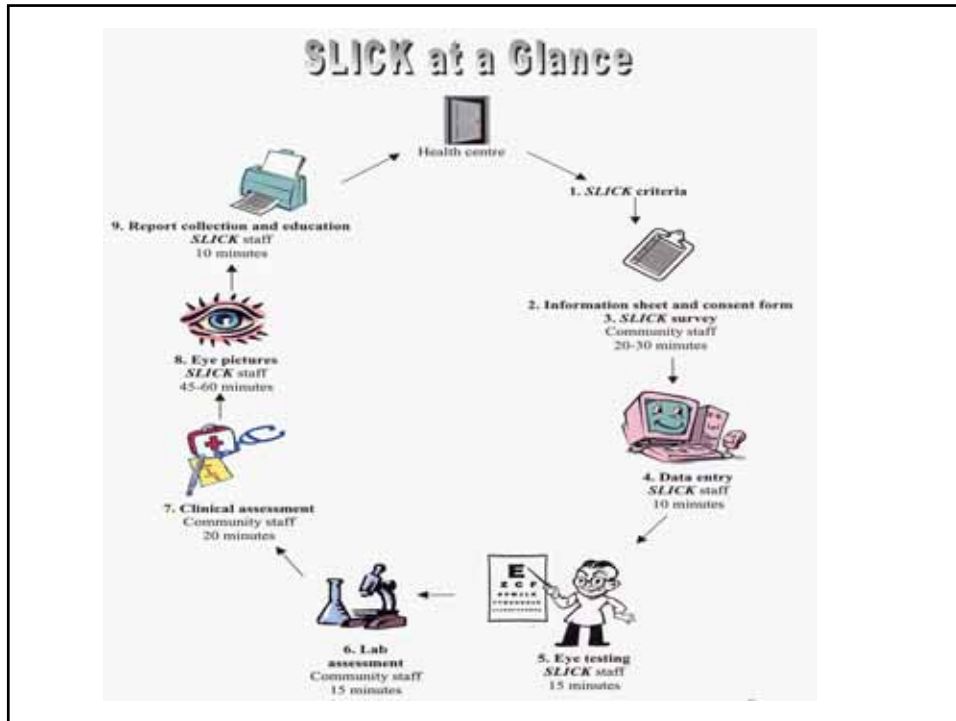 SLICK at a Glance
Health centre
1. SLICK criteria
2. Information sheet and consent form
3. SLICK survey
Community staff
20-30 minutes
4. Data entry
SLICK staff
10 minutes
5. Eye testing
SLICK staff
15 minutes
6. Lab
assessment
Community staff
15 minutes
7. Clinical assessment
Community staff
20 minutes
8. Eye pictures
SLICK staff
45-60 minutes
9. Report collection and education
SLICK staff
10 minutes
E
Z C F